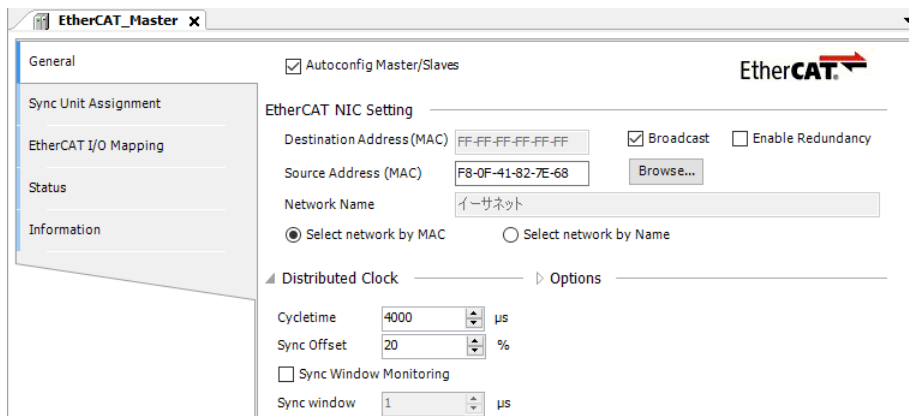 EtherCAT_Master X
General
Autoconfig Master/Slaves
EtherCAT.
Sync Unit Assignment
EtherCAT NIC Setting
EtherCAT I/O Mapping
Destination Address (MAC) FF-FF-FF-FF-FF-FF Broadcast Enable Redundancy
Source Address (MAC) F8-0F-41-82-7E-68 Browse...
Status
Network Name イーサネット
Information
Select network by MAC Select network by Name
Distributed Clock Options
Cycletime 4000 µs
Sync Offset 20 %
Sync Window Monitoring
Sync window 1 µs